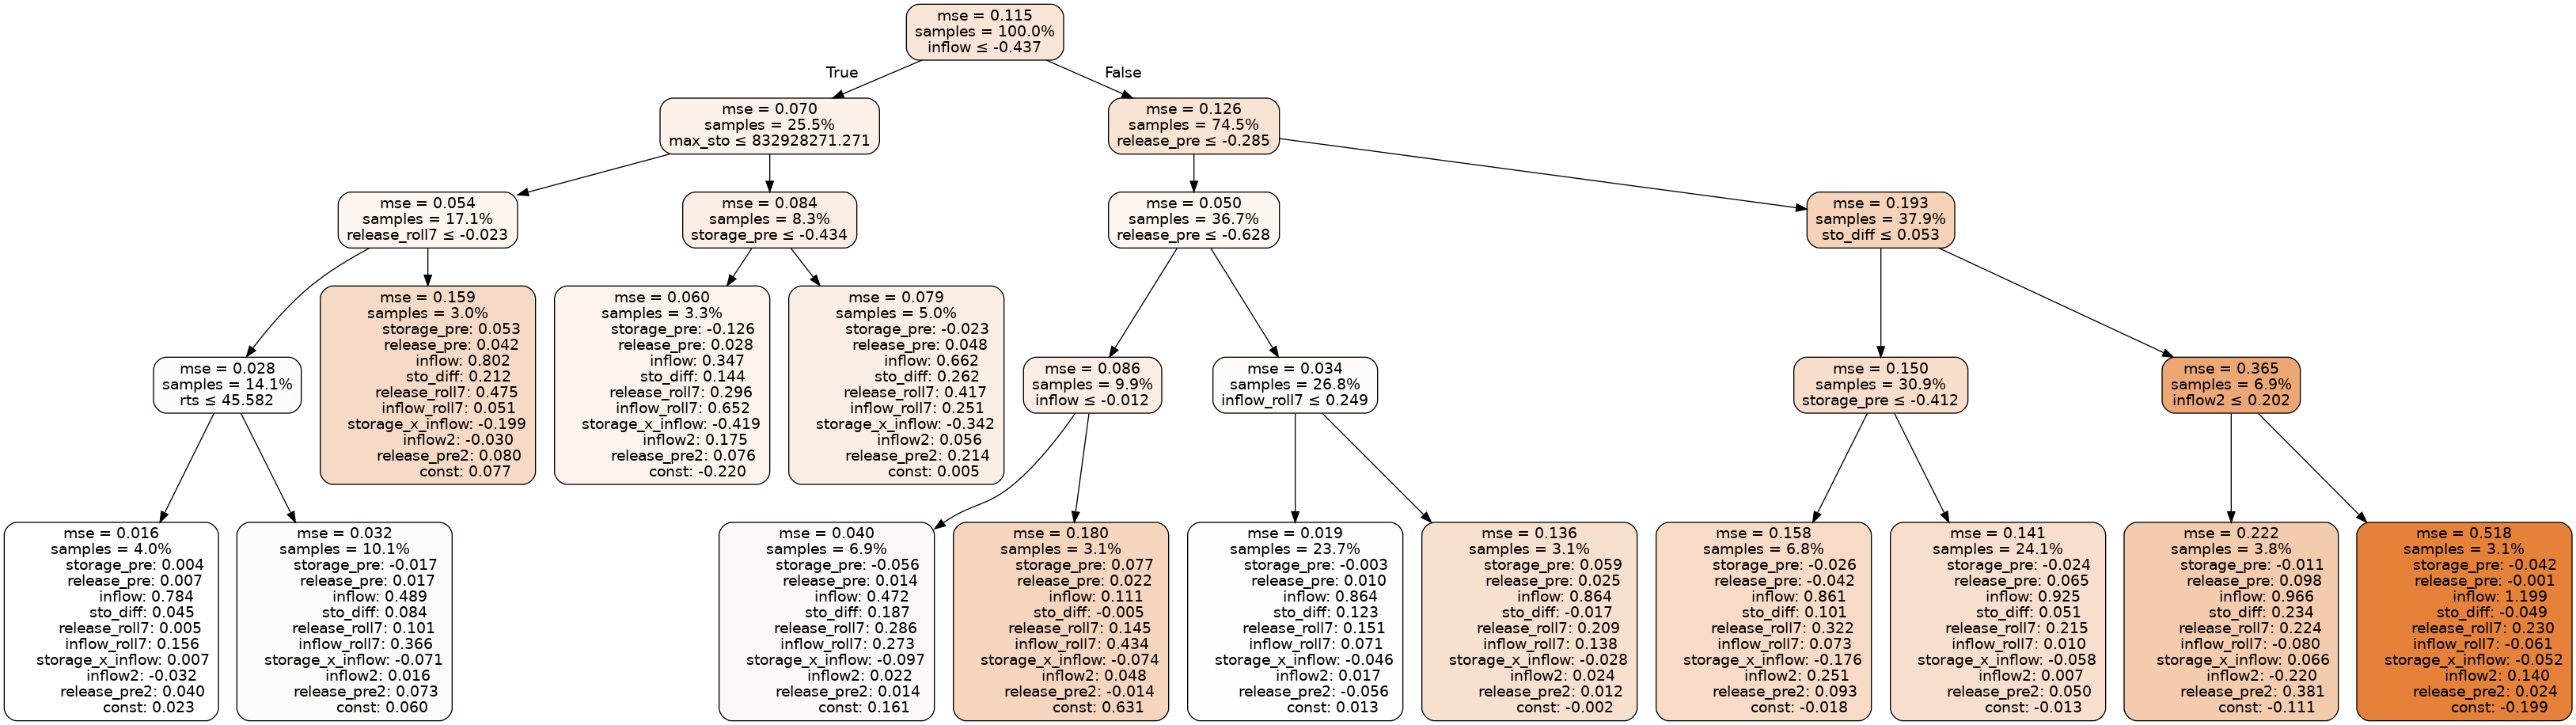 mse = 0.115
samples = 100.0%
inflow ≤ -0.437
True
False
mse = 0.070
samples = 25.5%
max_sto ≤ 832928271.271
mse = 0.126
samples = 74.5%
release_pre ≤ -0.285
mse = 0.054
samples = 17.1%
release_roll7 ≤ -0.023
mse = 0.084
samples = 8.3%
storage_pre ≤ -0.434
mse = 0.050
samples = 36.7%
release_pre ≤ -0.628
mse = 0.193
samples = 37.9%
sto_diff ≤ 0.053
mse = 0.028
samples = 14.1%
rts ≤ 45.582
mse = 0.159
samples = 3.0%
storage_pre: 0.053
release_pre: 0.042
inflow: 0.802
sto_diff: 0.212
release_roll7: 0.475
inflow_roll7: 0.051
storage_x_inflow: -0.199
inflow2: -0.030
release_pre2: 0.080
const: 0.077
mse = 0.060
samples = 3.3%
storage_pre: -0.126
release_pre: 0.028
inflow: 0.347
sto_diff: 0.144
release_roll7: 0.296
inflow_roll7: 0.652
storage_x_inflow: -0.419
inflow2: 0.175
release_pre2: 0.076
const: -0.220
mse = 0.079
samples = 5.0%
storage_pre: -0.023
release_pre: 0.048
inflow: 0.662
sto_diff: 0.262
release_roll7: 0.417
inflow_roll7: 0.251
storage_x_inflow: -0.342
inflow2: 0.056
release_pre2: 0.214
const: 0.005
mse = 0.086
samples = 9.9%
inflow ≤ -0.012
mse = 0.034
samples = 26.8%
inflow_roll7 ≤ 0.249
mse = 0.150
samples = 30.9%
storage_pre ≤ -0.412
mse = 0.365
samples = 6.9%
inflow2 ≤ 0.202
mse = 0.016
samples = 4.0%
storage_pre: 0.004
release_pre: 0.007
inflow: 0.784
sto_diff: 0.045
release_roll7: 0.005
inflow_roll7: 0.156
storage_x_inflow: 0.007
inflow2: -0.032
release_pre2: 0.040
const: 0.023
mse = 0.032
samples = 10.1%
storage_pre: -0.017
release_pre: 0.017
inflow: 0.489
sto_diff: 0.084
release_roll7: 0.101
inflow_roll7: 0.366
storage_x_inflow: -0.071
inflow2: 0.016
release_pre2: 0.073
const: 0.060
mse = 0.040
samples = 6.9%
storage_pre: -0.056
release_pre: 0.014
inflow: 0.472
sto_diff: 0.187
release_roll7: 0.286
inflow_roll7: 0.273
storage_x_inflow: -0.097
inflow2: 0.022
release_pre2: 0.014
const: 0.161
mse = 0.180
samples = 3.1%
storage_pre: 0.077
release_pre: 0.022
inflow: 0.111
sto_diff: -0.005
release_roll7: 0.145
inflow_roll7: 0.434
storage_x_inflow: -0.074
inflow2: 0.048
release_pre2: -0.014
const: 0.631
mse = 0.019
samples = 23.7%
storage_pre: -0.003
release_pre: 0.010
inflow: 0.864
sto_diff: 0.123
release_roll7: 0.151
inflow_roll7: 0.071
storage_x_inflow: -0.046
inflow2: 0.017
release_pre2: -0.056
const: 0.013
mse = 0.136
samples = 3.1%
storage_pre: 0.059
release_pre: 0.025
inflow: 0.864
sto_diff: -0.017
release_roll7: 0.209
inflow_roll7: 0.138
storage_x_inflow: -0.028
inflow2: 0.024
release_pre2: 0.012
const: -0.002
mse = 0.158
samples = 6.8%
storage_pre: -0.026
release_pre: -0.042
inflow: 0.861
sto_diff: 0.101
release_roll7: 0.322
inflow_roll7: 0.073
storage_x_inflow: -0.176
inflow2: 0.251
release_pre2: 0.093
const: -0.018
mse = 0.141
samples = 24.1%
storage_pre: -0.024
release_pre: 0.065
inflow: 0.925
sto_diff: 0.051
release_roll7: 0.215
inflow_roll7: 0.010
storage_x_inflow: -0.058
inflow2: 0.007
release_pre2: 0.050
const: -0.013
mse = 0.222
samples = 3.8%
storage_pre: -0.011
release_pre: 0.098
inflow: 0.966
sto_diff: 0.234
release_roll7: 0.224
inflow_roll7: -0.080
storage_x_inflow: 0.066
inflow2: -0.220
release_pre2: 0.381
const: -0.111
mse = 0.518
samples = 3.1%
storage_pre: -0.042
release_pre: -0.001
inflow: 1.199
sto_diff: -0.049
release_roll7: 0.230
inflow_roll7: -0.061
storage_x_inflow: -0.052
inflow2: 0.140
release_pre2: 0.024
const: -0.199